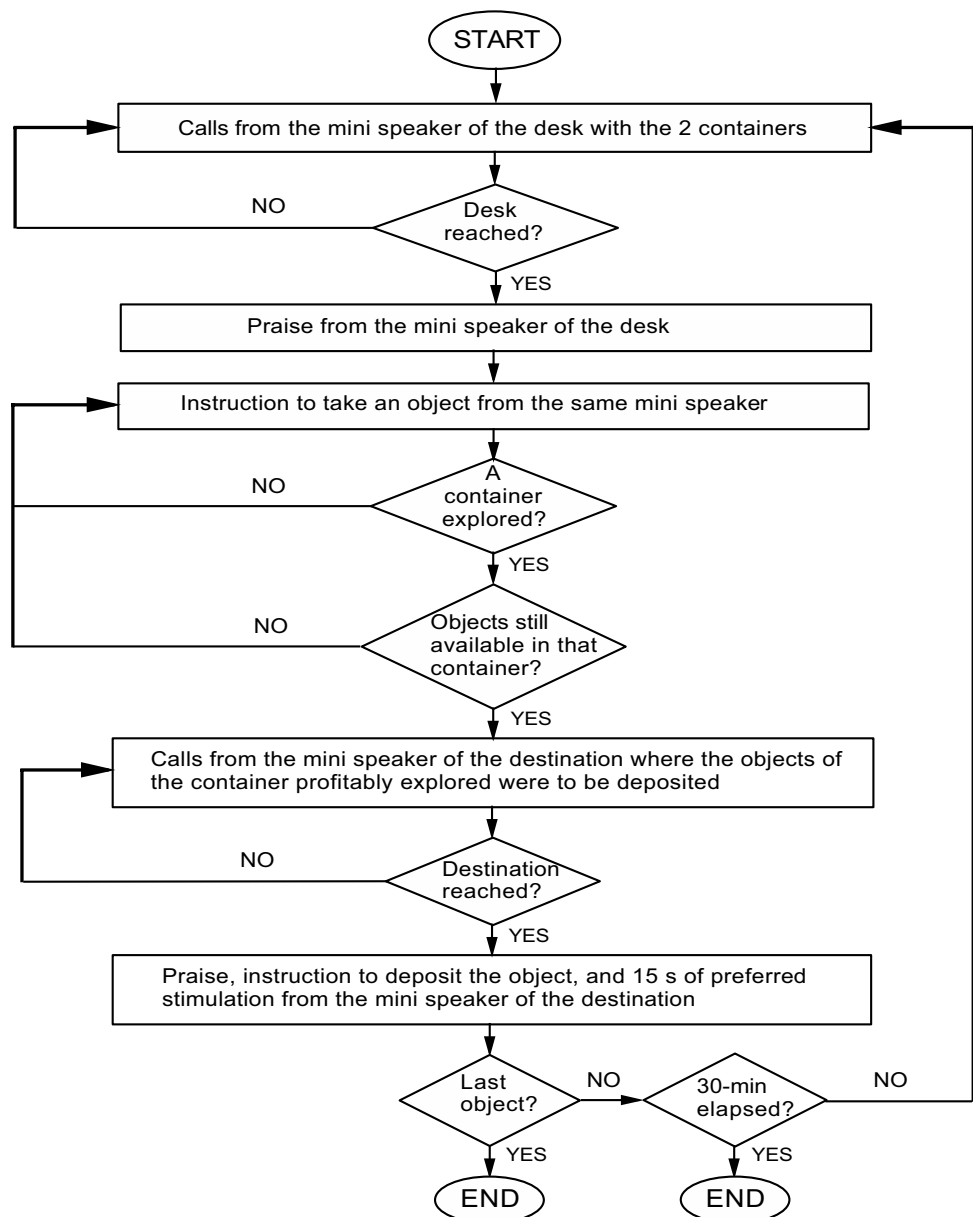 START
Calls from the mini speaker of the desk with the 2 containers
NO
Desk
reached?
YES
Praise from the mini speaker of the desk
Instruction to take an object from the same mini speaker
NO
A
container
explored?
YES
NO
Objects still
available in that
container?
YES
Calls from the mini speaker of the destination where the objects of
the container profitably explored were to be deposited
NO
Destination
reached?
YES
Praise, instruction to deposit the object, and 15 s of preferred
stimulation from the mini speaker of the destination
Last
object?
NO
30-min
elapsed?
NO
YES
YES
END
END